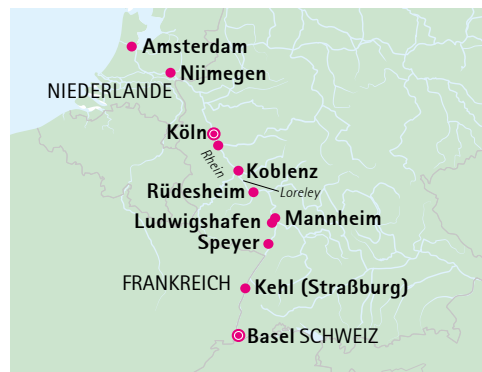 Amsterdam
Nijmegen
NIEDERLANDE
Köln
Rhein
Koblenz
Rüdesheim
Loreley
Ludwigshafen
Mannheim
Speyer
FRANKREICH
Kehl (Straßburg)
Basel SCHWEIZ